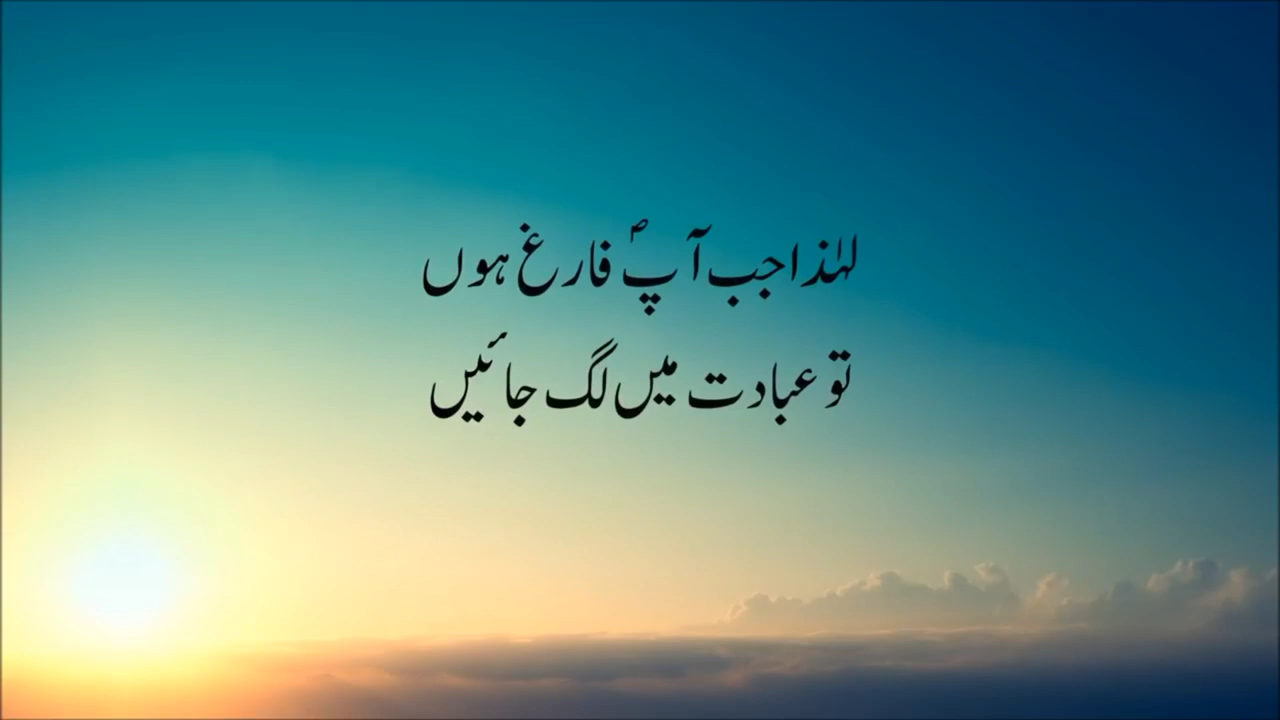 لہٰذا جب آپؐ فارغ ہوں
تو عبادت میں لگ جائیں